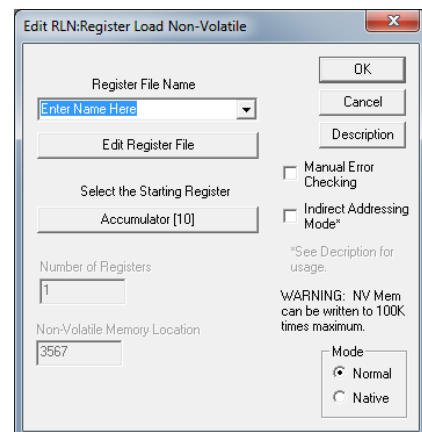 Edit RLN:Register Load Non-Volatile
Register File Name
Enter Name Here
Edit Register File
Select the Starting Register
Accumulator [10]
Number of Registers
1
Non-Volatile Memory Location
3567
OK
Cancel
Description
Manual Error
Checking
Indirect Addressing
Mode*
*See Decription for
usage.
WARNING: NV Mem
can be written to 100K
times maximum.
Mode
Normal
Native